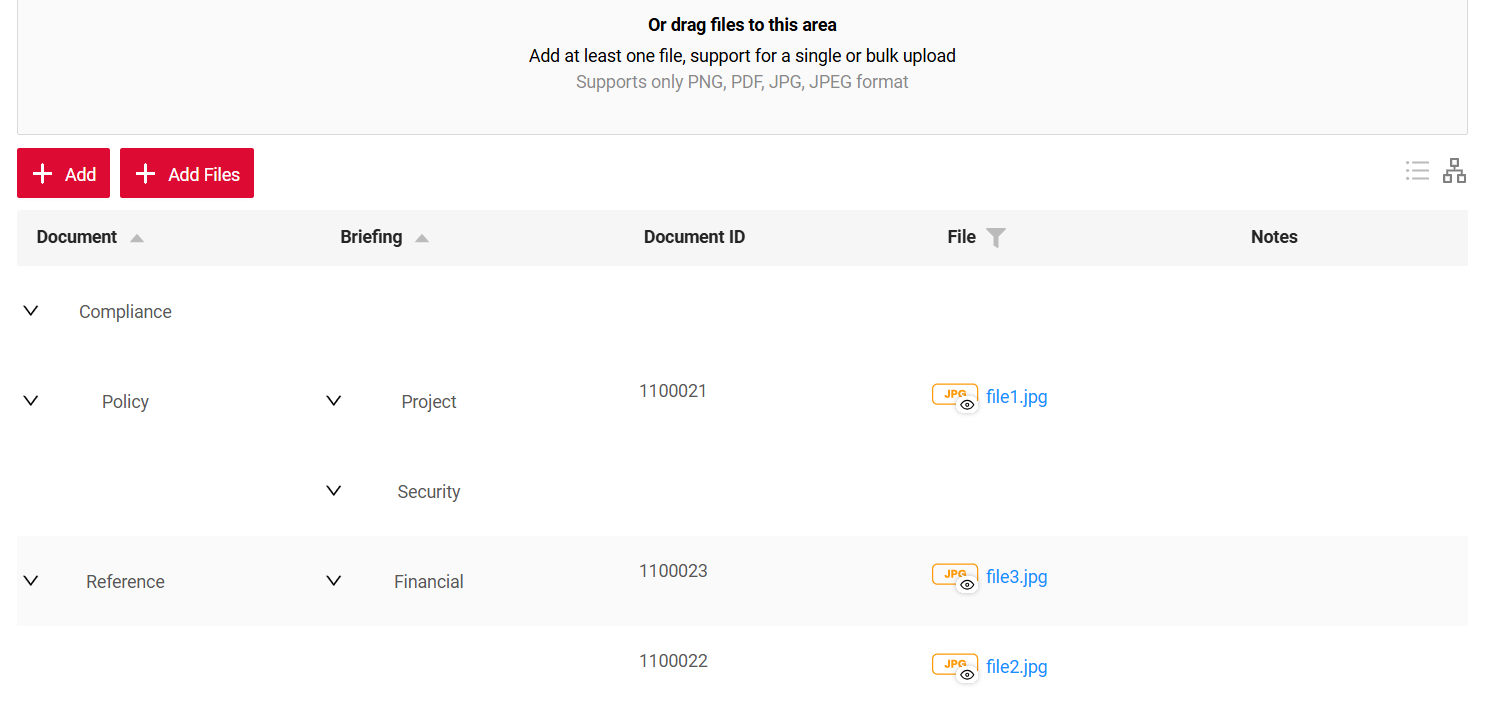 Or drag files to this area
Add at least one file, support for a single or bulk upload
Supports only PNG, PDF, JPG, JPEG format
Add Add Files
Document Briefing Document ID File Notes
Compliance
Policy Project 1100021 JPG file1.jpg
Security
Reference Financial 1100023 JPG file3.jpg
1100022 JPG file2.jpg